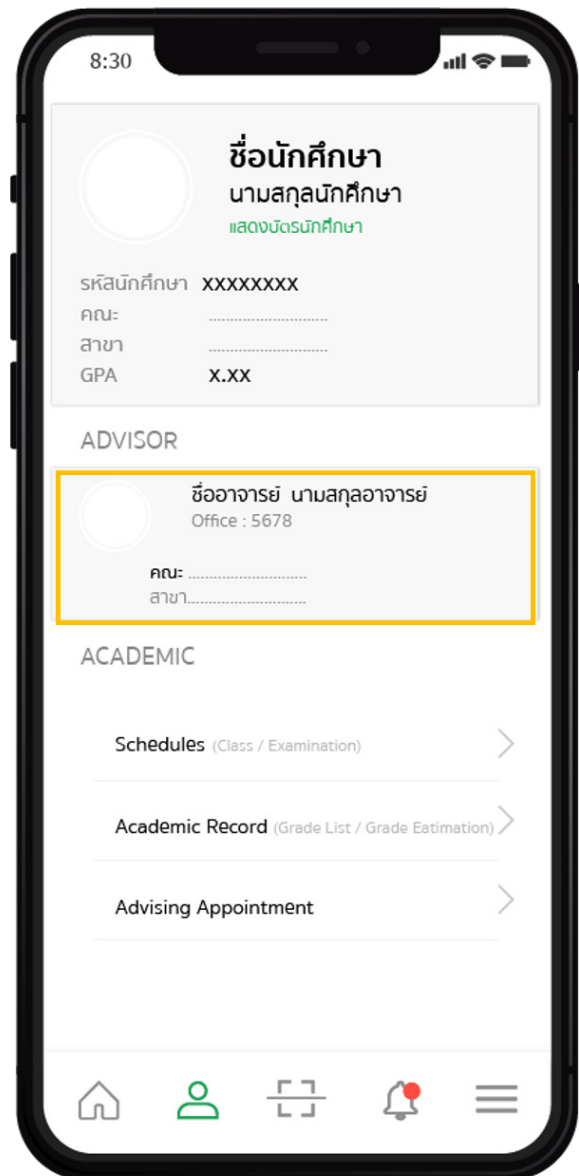 8:30
ชื่อนักศึกษา
นามสกุลนักศึกษา
แสดงบัตรนักศึกษา
รหัสนักศึกษา XXXXXXXX
คณะ ..............................
สาขา ..............................
GPA X.XX
ADVISOR
ชื่ออาจารย์ นามสกุลอาจารย์
Office : 5678
คณะ ..............................
สาขา..............................
ACADEMIC
Schedules (Class / Examination)
Academic Record (Grade List / Grade Eatimation)
Advising Appointment